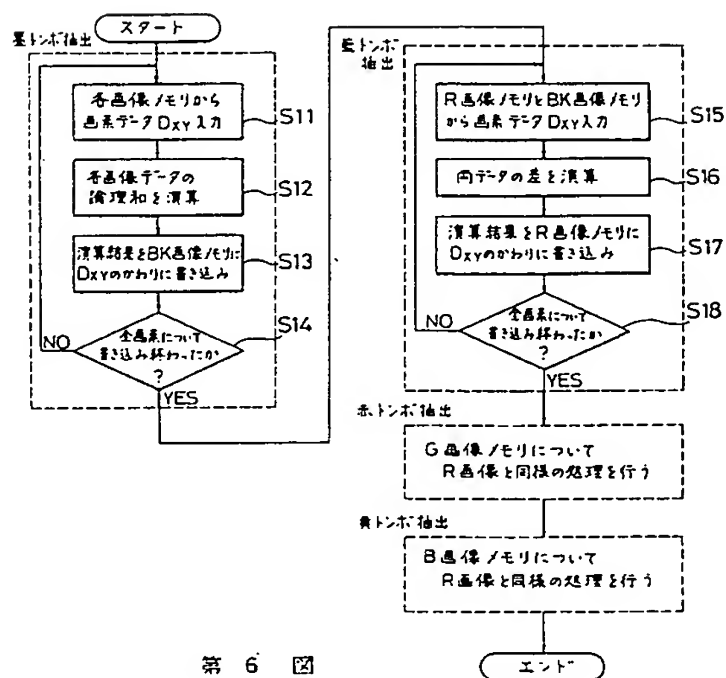 スタート
墨トンボ抽出
各画像メモリから
画素データDxy入力
S11
各画像データの
論理和を演算
S12
演算結果をBK画像メモリに
Dxyのかわりに書き込み
S13
全画素について
書き込み終わったか
?
S14
NO
YES
藍トンボ
抽出
R画像メモリとBK画像メモリ
から画素データDxy入力
S15
両データの差を演算
S16
演算結果をR画像メモリに
Dxyのかわりに書き込み
S17
全画素について
書き込み終わったか
?
S18
NO
YES
赤トンボ抽出
G画像メモリについて
R画像と同様の処理を行う
黄トンボ抽出
B画像メモリについて
R画像と同様の処理を行う
エンド
第 6 図